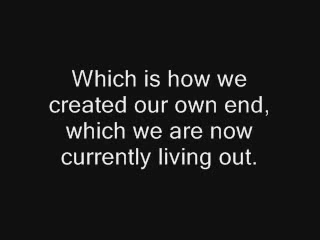 Which is how we
created our own end,
which we are now
currently living out.